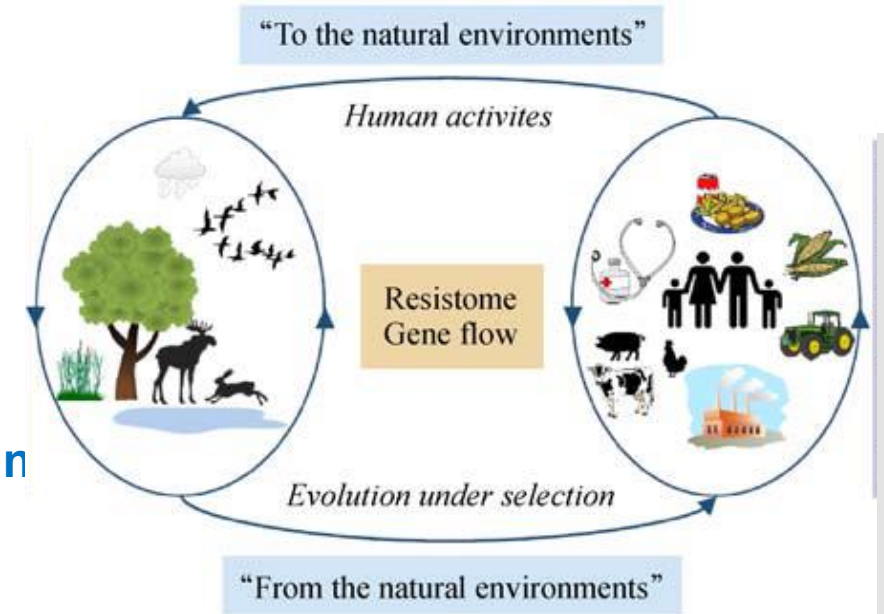 “To the natural environments”
Human activites
Resistome
Gene flow
n
Evolution under selection
“From the natural environments”